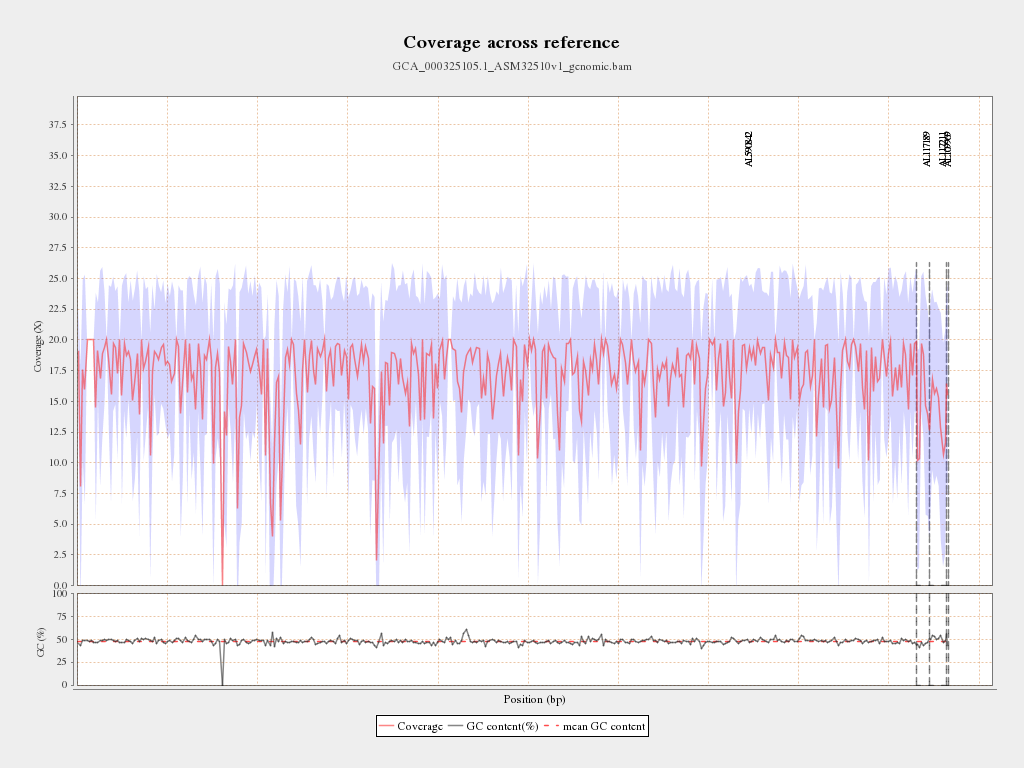 Coverage across reference
GCA_000325105.1_ASM32510v1_genomic.bam
37.5
35.0
32.5
30.0
27.5
25.0
22.5
20.0
17.5
15.0
12.5
10.0
7.5
5.0
2.5
0.0
Coverage (X)
AL590842
AL117189
AL117211
AL109969
100
75
50
25
0
GC (%)
Position (bp)
Coverage GC content(%) mean GC content